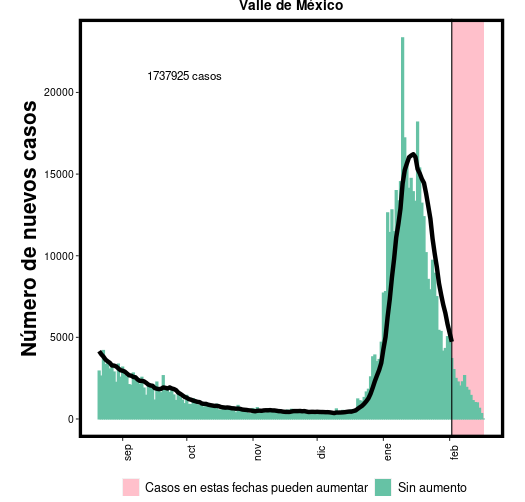 Valle de México
1737925 casos
Número de nuevos casos
20000
15000
10000
5000
0
sep
oct
nov
dic
ene
feb
Casos en estas fechas pueden aumentar
Sin aumento